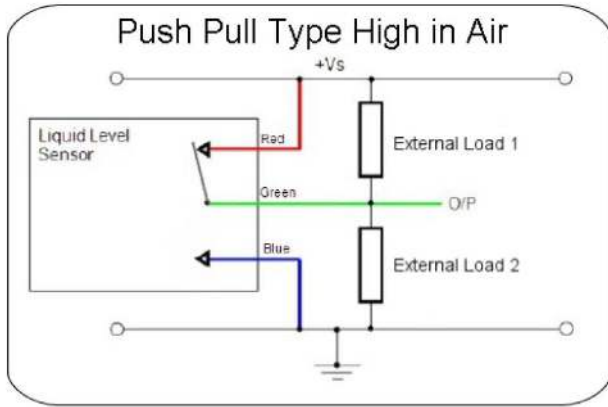 Push Pull Type High in Air
+Vs
Liquid Level
Sensor
Red
External Load 1
Green
O/P
Blue
External Load 2